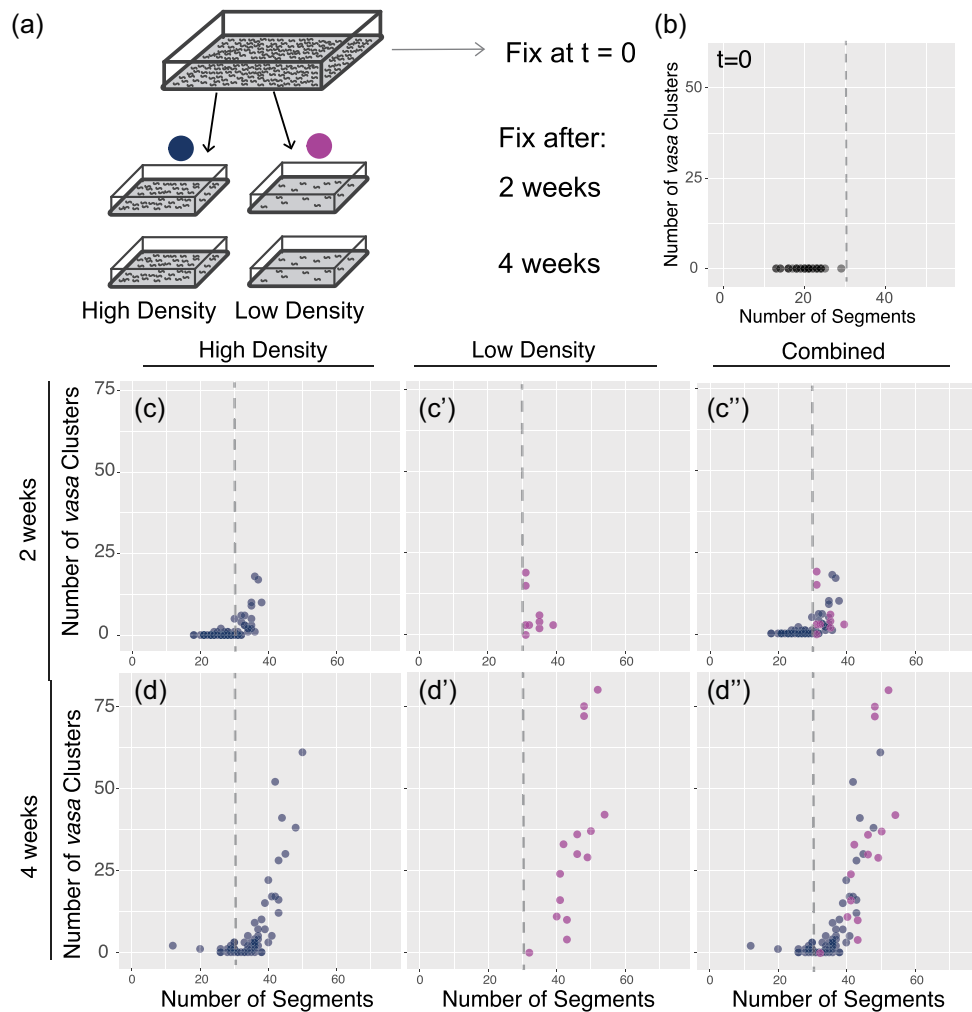 (a)
Fix at t = 0
Fix after:
2 weeks
4 weeks
High Density
Low Density
(b)
t=0
Number of vasa Clusters
50
25
0
0
20
40
Number of Segments
High Density
Low Density
Combined
2 weeks
Number of vasa Clusters
75
50
25
0
(c)
0
20
40
60
(c')
0
20
40
60
(c'')
0
20
40
60
4 weeks
Number of vasa Clusters
75
50
25
0
(d)
0
20
40
60
Number of Segments
(d')
0
20
40
60
Number of Segments
(d'')
0
20
40
60
Number of Segments